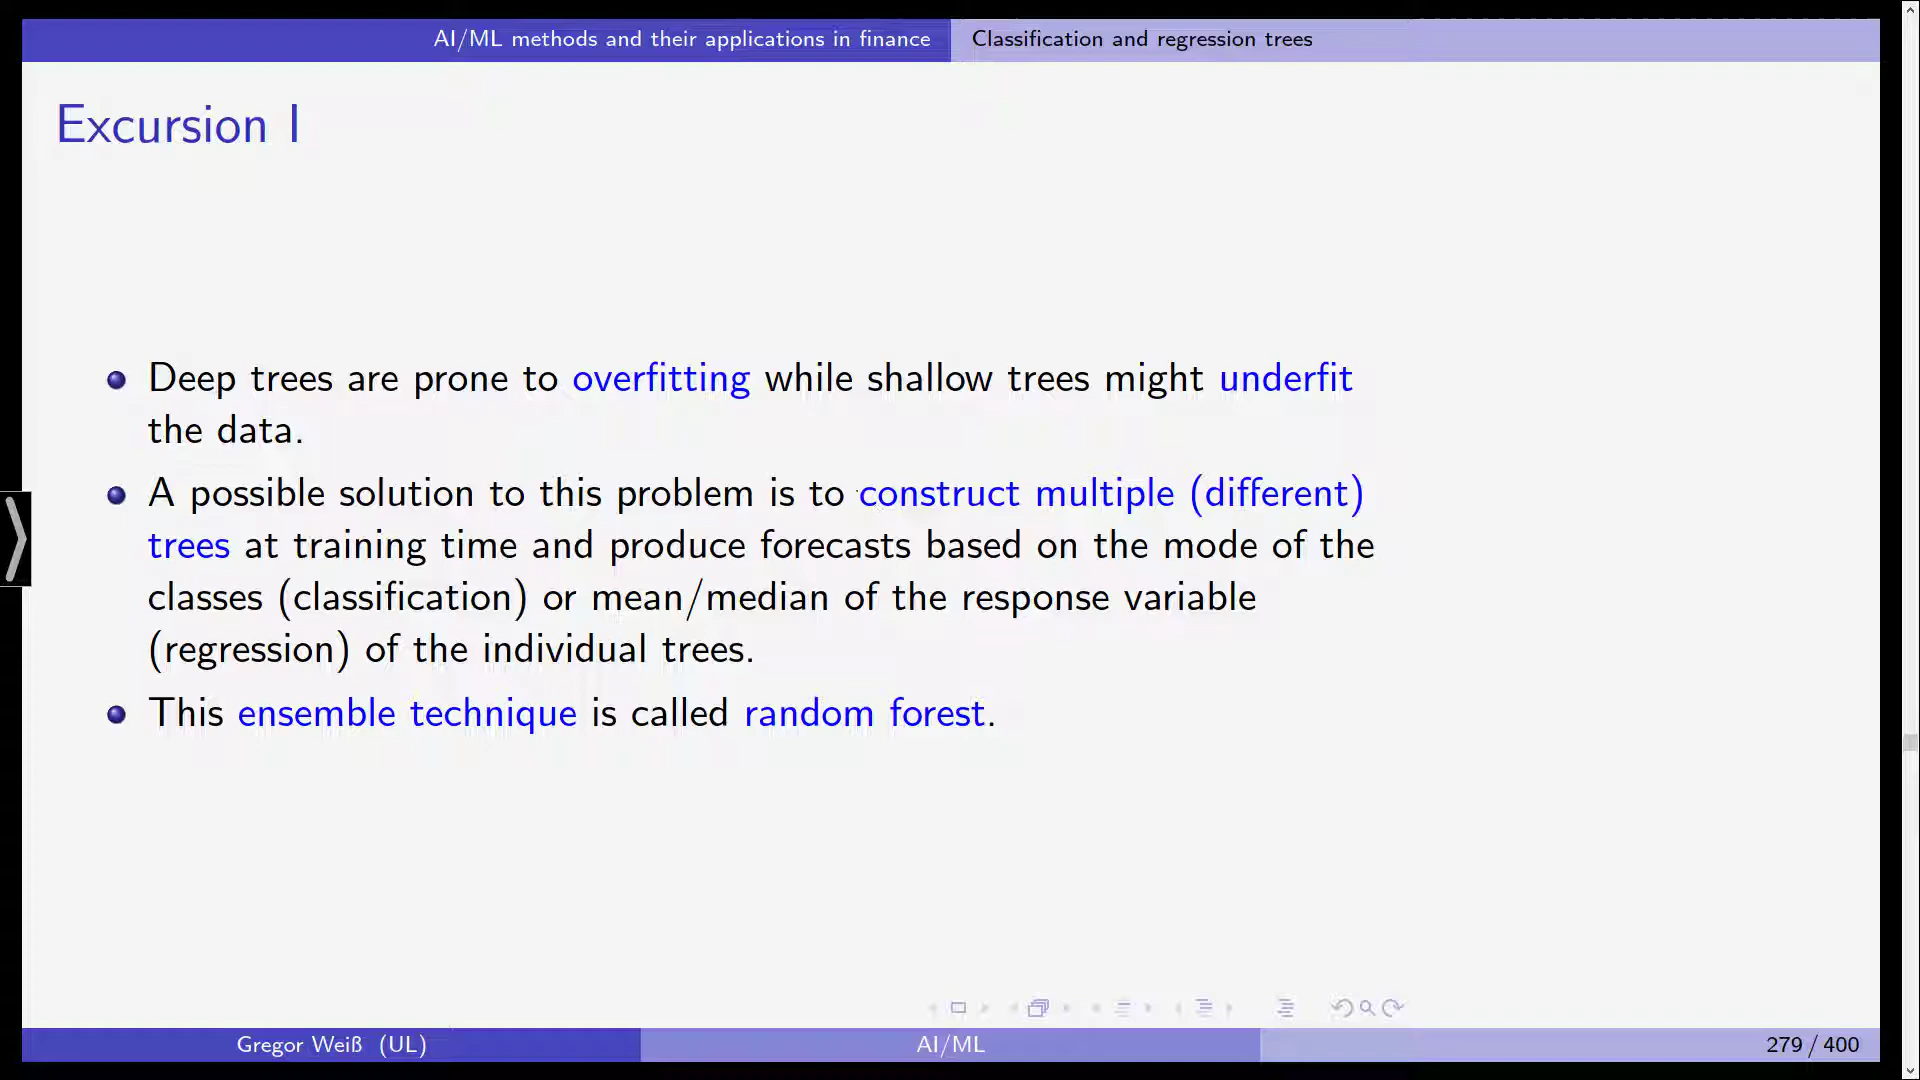 AI/ML methods and their applications in finance Classification and regression trees
Excursion I
Deep trees are prone to overfitting while shallow trees might underfit
the data.
A possible solution to this problem is to construct multiple (different)
trees at training time and produce forecasts based on the mode of the
classes (classification) or mean/median of the response variable
(regression) of the individual trees.
This ensemble technique is called random forest.
Gregor Weiß (UL) AI/ML 279 / 400